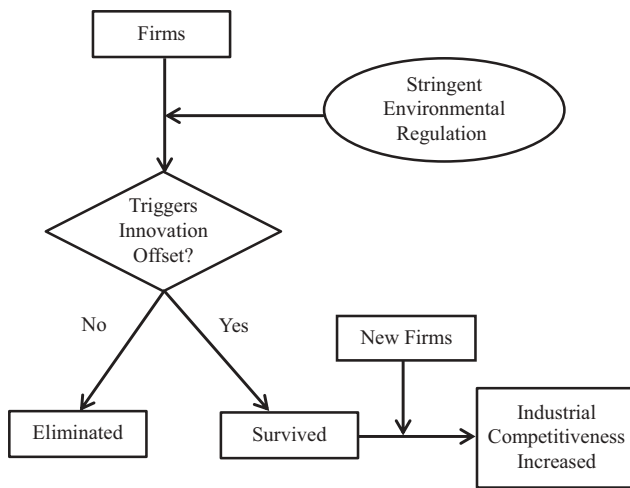 Firms
Stringent
Environmental
Regulation
Triggers
Innovation
Offset?
No
Yes
New Firms
Eliminated
Survived
Industrial
Competitiveness
Increased